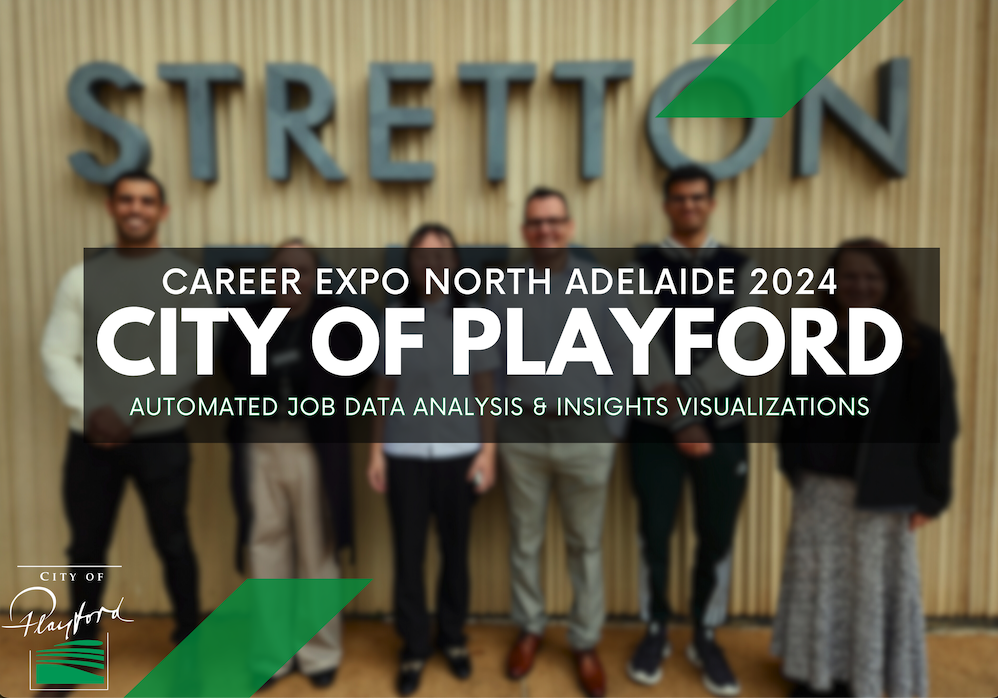 STRETTON
CAREER EXPO NORTH ADELAIDE 2024
CITY OF PLAYFORD
AUTOMATED JOB DATA ANALYSIS & INSIGHTS VISUALIZATIONS
CITY OF
Playford